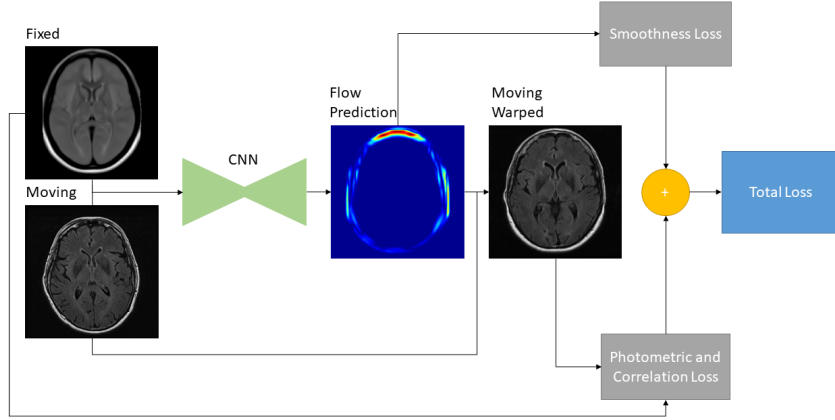 Fixed
Smoothness Loss
Flow
Prediction
Moving
Warped
CNN
Moving
+
Total Loss
Photometric and
Correlation Loss